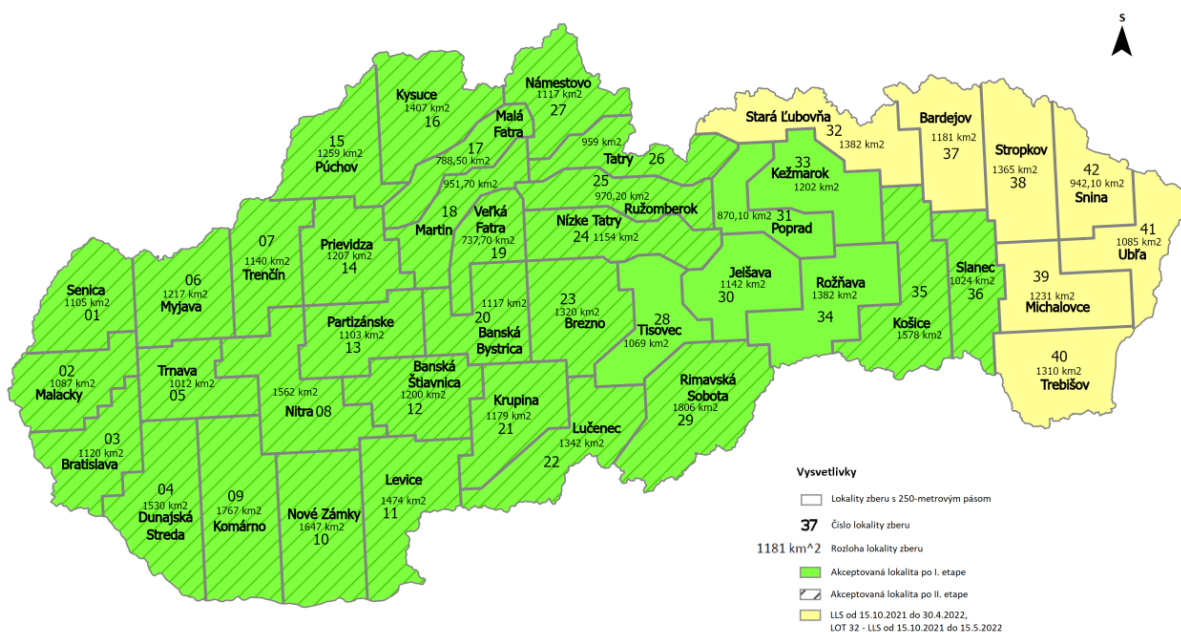 S
Námestovo
1117 km2
27
Kysuce
1407 km2
16
Malá
Fatra
17
788,50 km2
15
1259 km2
Púchov
959 km2
Tatry
26
Stará Ľubovňa
32
1382 km2
Bardejov
1181 km2
37
Stropkov
1365 km2
38
42
942,10 km2
Snina
41
1085 km2
Ubľa
33
Kežmarok
1202 km2
25
970,20 km2
Ružomberok
951,70 km2
18
Martin
Veľká
Fatra
737,70 km2
19
Nízke Tatry
24 1154 km2
870,10 km2
31
Poprad
07
1140 km2
Trenčín
Prievidza
1207 km2
14
06
1217 km2
Myjava
Senica
1105 km2
01
Jelšava
1142 km2
30
Rožňava
1382 km2
34
35
Košice
1578 km2
Slanec
1024 km2
36
39
1231 km2
Michalovce
40
1310 km2
Trebišov
Partizánske
1103 km2
13
1117 km2
20
Banská
Bystrica
23
1320 km2
Brezno
28
Tisovec
1069 km2
02
1087 km2
Malacky
Trnava
1012 km2
05
1562 km2
Nitra 08
Banská
Štiavnica
1200 km2
12
Krupina
1179 km2
21
Rimavská
Sobota
1806 km2
29
Lučenec
1342 km2
22
03
1120 km2
Bratislava
04
1530 km2
Dunajská
Streda
09
1767 km2
Komárno
Nové Zámky
1647 km2
10
Levice
1474 km2
11
Vysvetlivky
Lokality zberu s 250-metrovým pásom
37 Číslo lokality zberu
1181 km^2 Rozloha lokality zberu
Akceptovaná lokalita po I. etape
Akceptovaná lokalita po II. etape
LLS od 15.10.2021 do 30.4.2022,
LOT 32 - LLS od 15.10.2021 do 15.5.2022